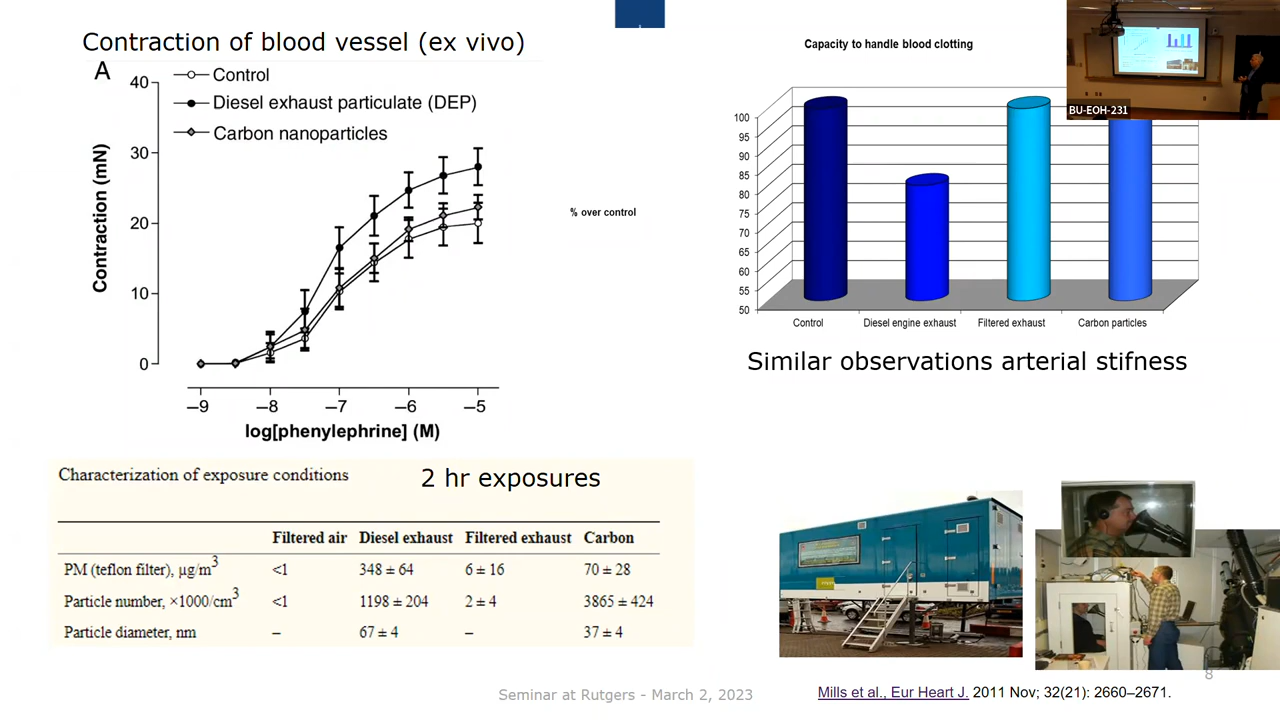 Contraction of blood vessel (ex vivo)
A
Control
Diesel exhaust particulate (DEP)
Carbon nanoparticles
Contraction (mN)
40
30
20
10
0
–9 –8 –7 –6 –5
log[phenylephrine] (M)
% over control
Capacity to handle blood clotting
100
95
90
85
80
75
70
65
60
55
50
Control Diesel engine exhaust Filtered exhaust Carbon particles
BU-EOH-231
Similar observations arterial stifness
Characterization of exposure conditions
2 hr exposures
Filtered air Diesel exhaust Filtered exhaust Carbon
PM (teflon filter), µg/m³ <1 348 ± 64 6 ± 16 70 ± 28
Particle number, ×1000/cm³ <1 1198 ± 204 2 ± 4 3865 ± 424
Particle diameter, nm – 67 ± 4 – 37 ± 4
8
Seminar at Rutgers - March 2, 2023
Mills et al., Eur Heart J. 2011 Nov; 32(21): 2660–2671.